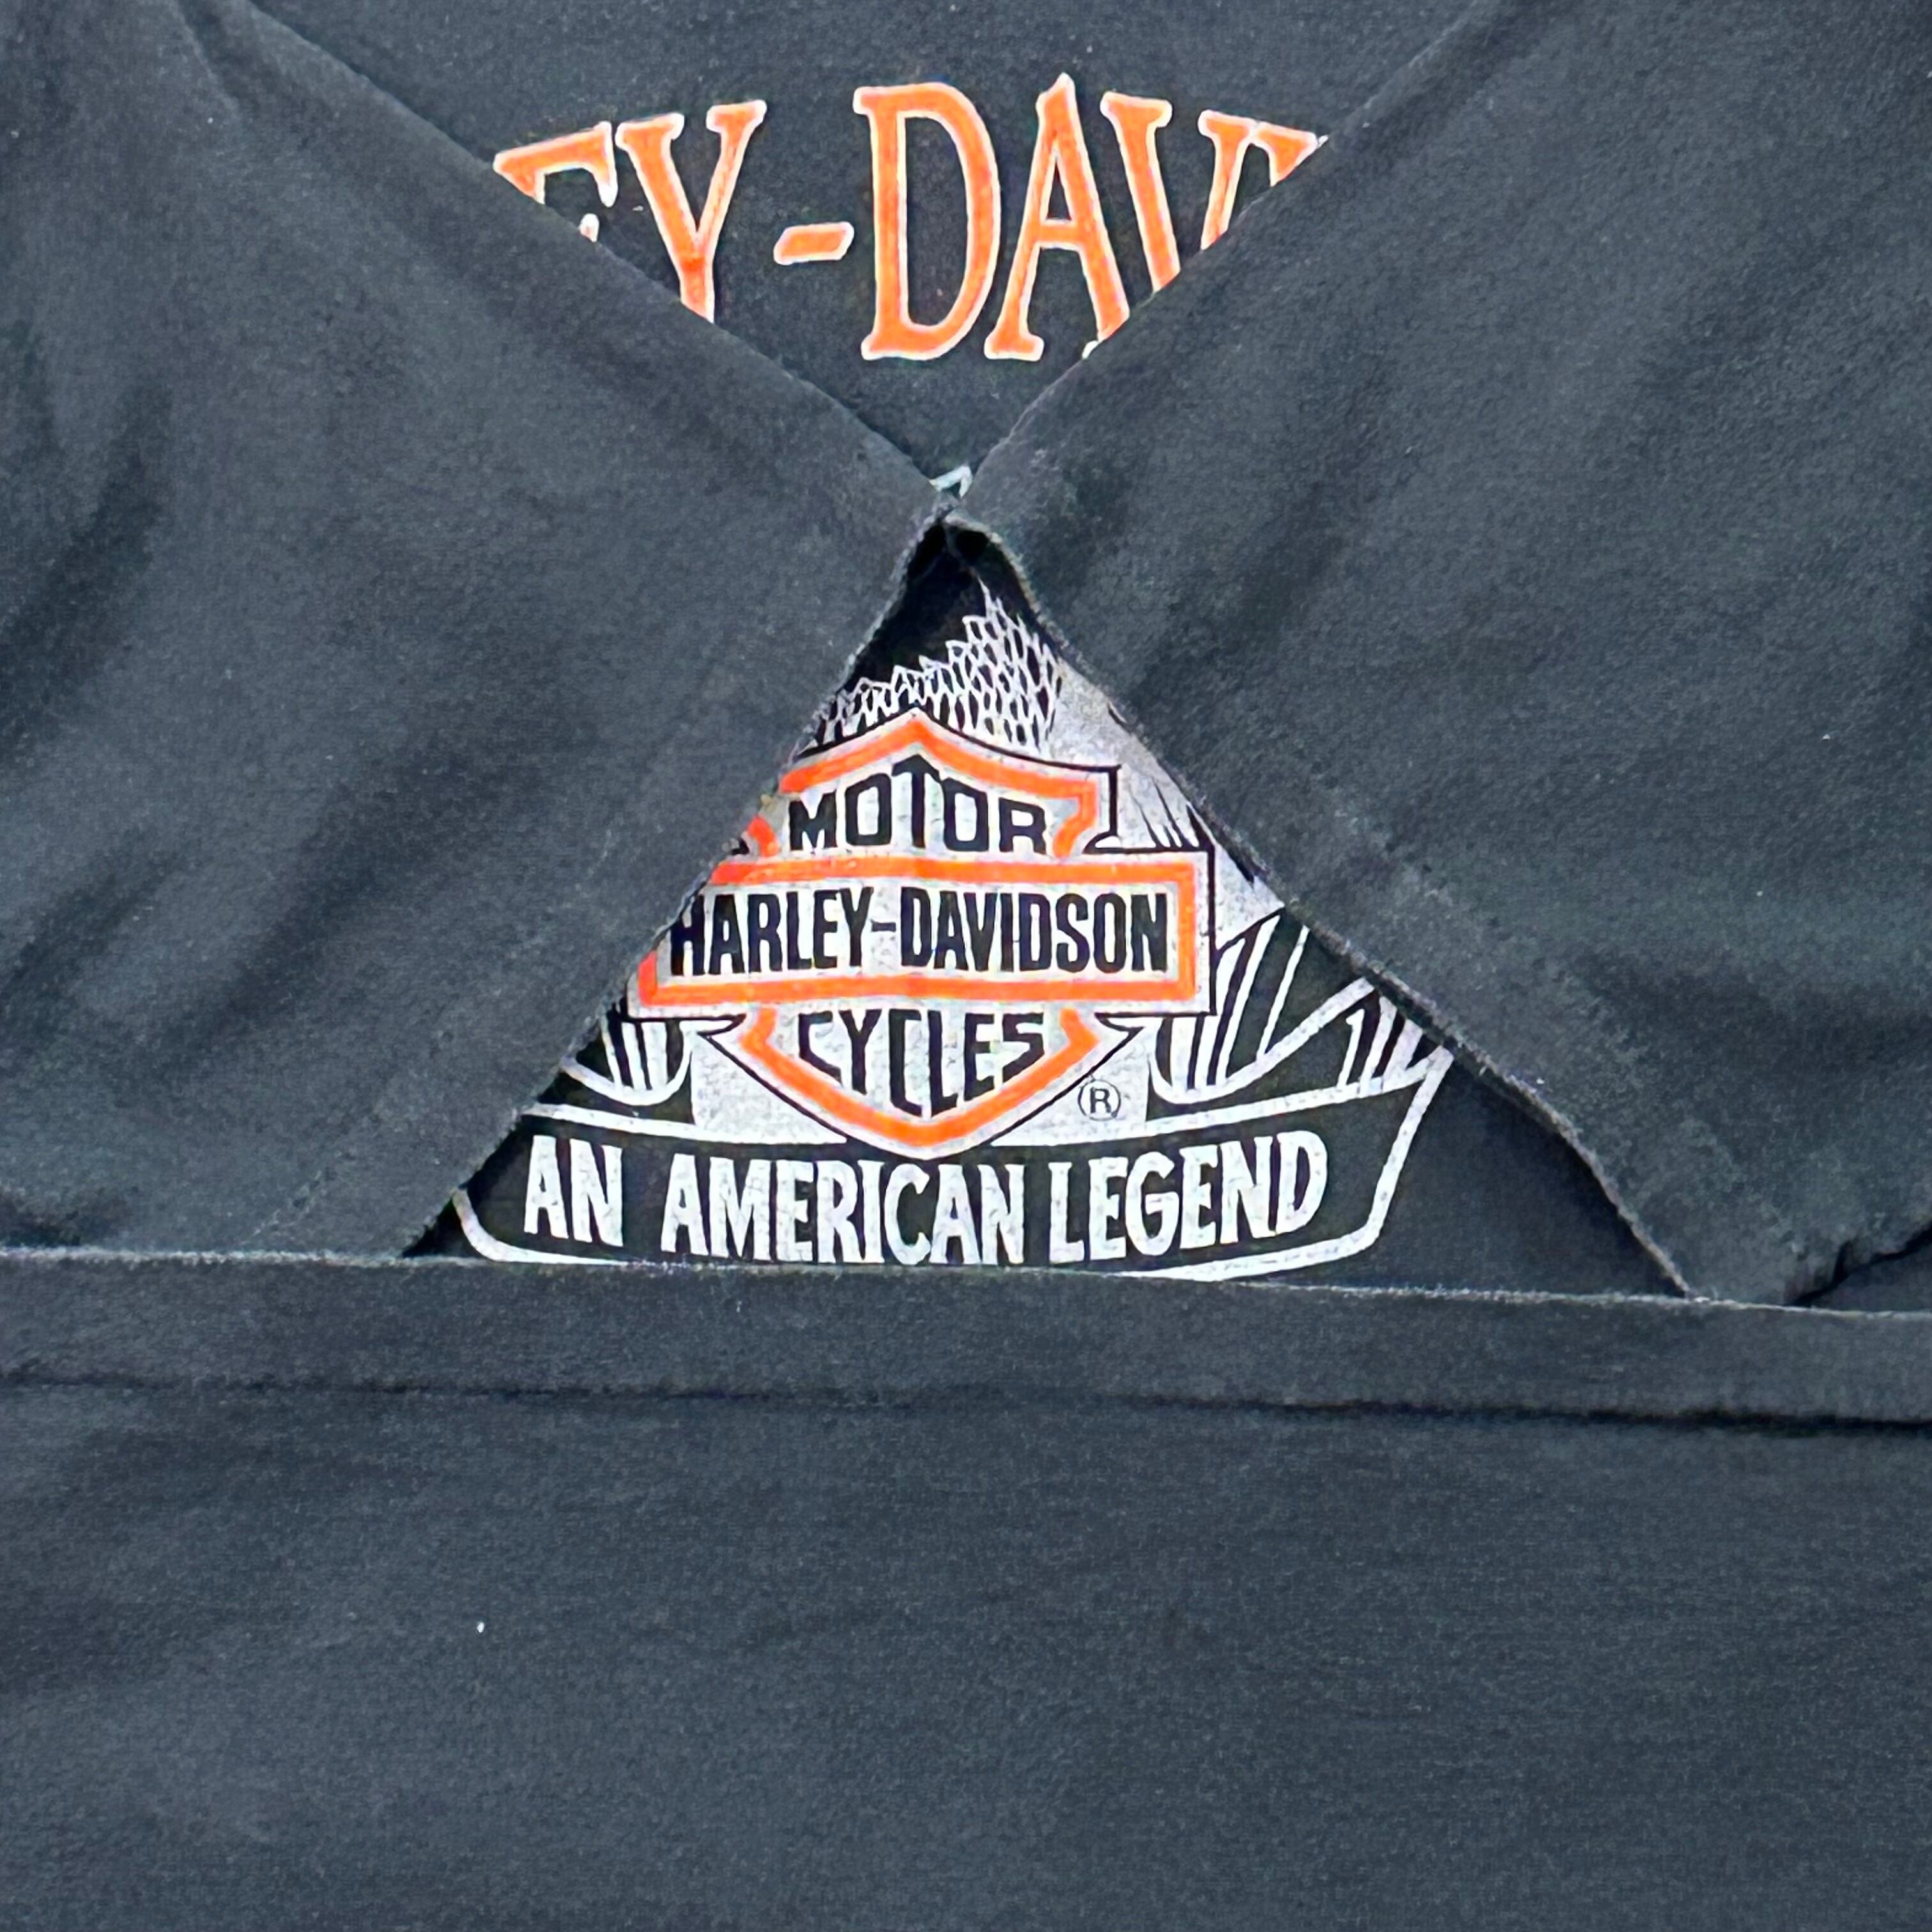 EY-DAV
MOTOR
HARLEY-DAVIDSON
CYCLES
®
AN AMERICAN LEGEND